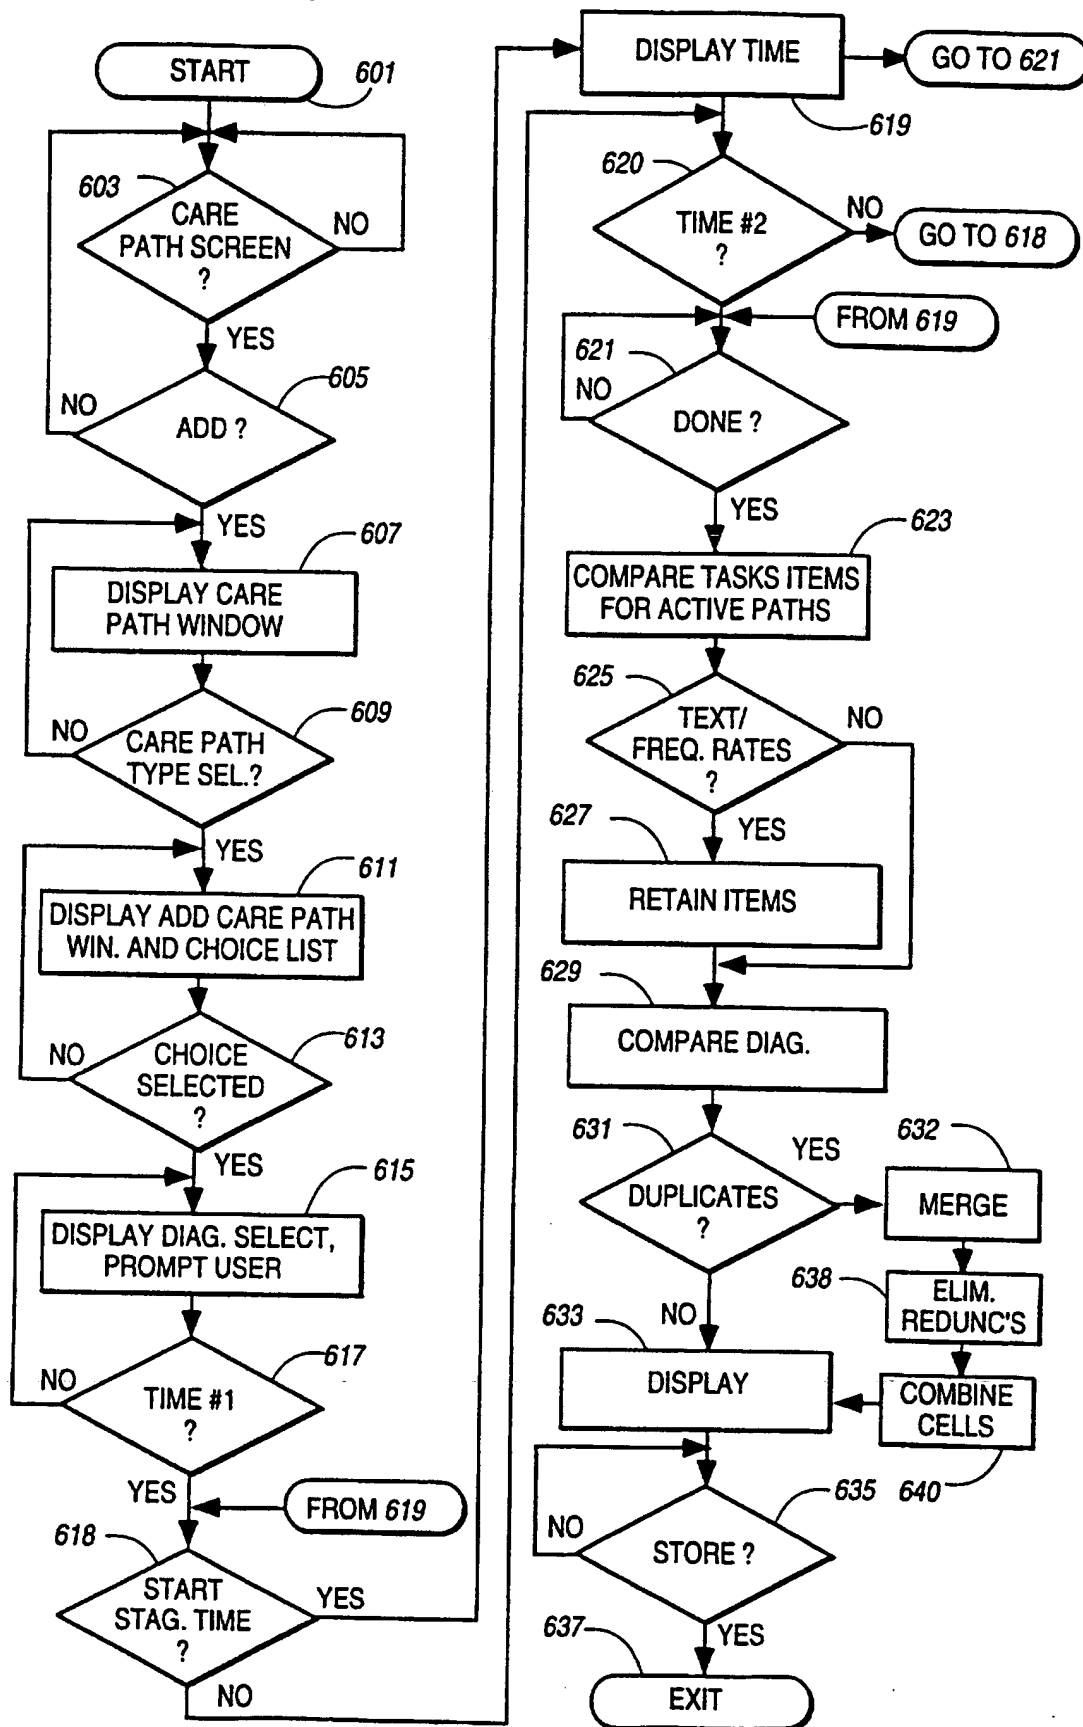 START
601
603
CARE
PATH SCREEN
?
NO
YES
605
NO
ADD ?
YES
607
DISPLAY CARE
PATH WINDOW
609
NO
CARE PATH
TYPE SEL.?
YES
611
DISPLAY ADD CARE PATH
WIN. AND CHOICE LIST
613
NO
CHOICE
SELECTED
?
YES
615
DISPLAY DIAG. SELECT,
PROMPT USER
617
NO
TIME #1
?
YES
FROM 619
618
START
STAG. TIME
?
YES
NO
DISPLAY TIME
GO TO 621
619
620
TIME #2
?
NO
GO TO 618
FROM 619
621
NO
DONE ?
YES
623
COMPARE TASKS ITEMS
FOR ACTIVE PATHS
625
TEXT/
FREQ. RATES
?
NO
627
YES
RETAIN ITEMS
629
COMPARE DIAG.
631
DUPLICATES
?
YES
632
MERGE
638
ELIM.
REDUNC'S
NO
633
DISPLAY
COMBINE
CELLS
640
635
NO
STORE ?
YES
637
EXIT